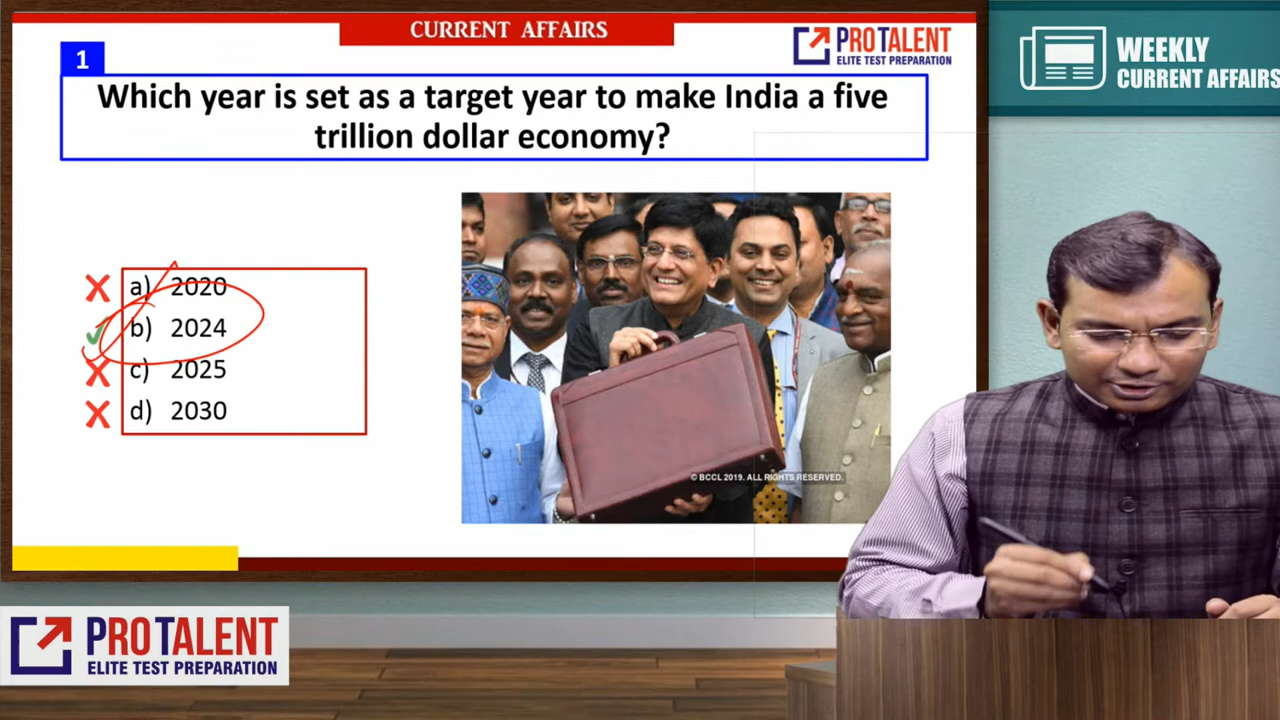 CURRENT AFFAIRS
PROTALENT
ELITE TEST PREPARATION
WEEKLY
CURRENT AFFAIRS
1
Which year is set as a target year to make India a five
trillion dollar economy?
a) 2020
b) 2024
c) 2025
d) 2030
© BCCL 2019. ALL RIGHTS RESERVED.
PROTALENT
ELITE TEST PREPARATION